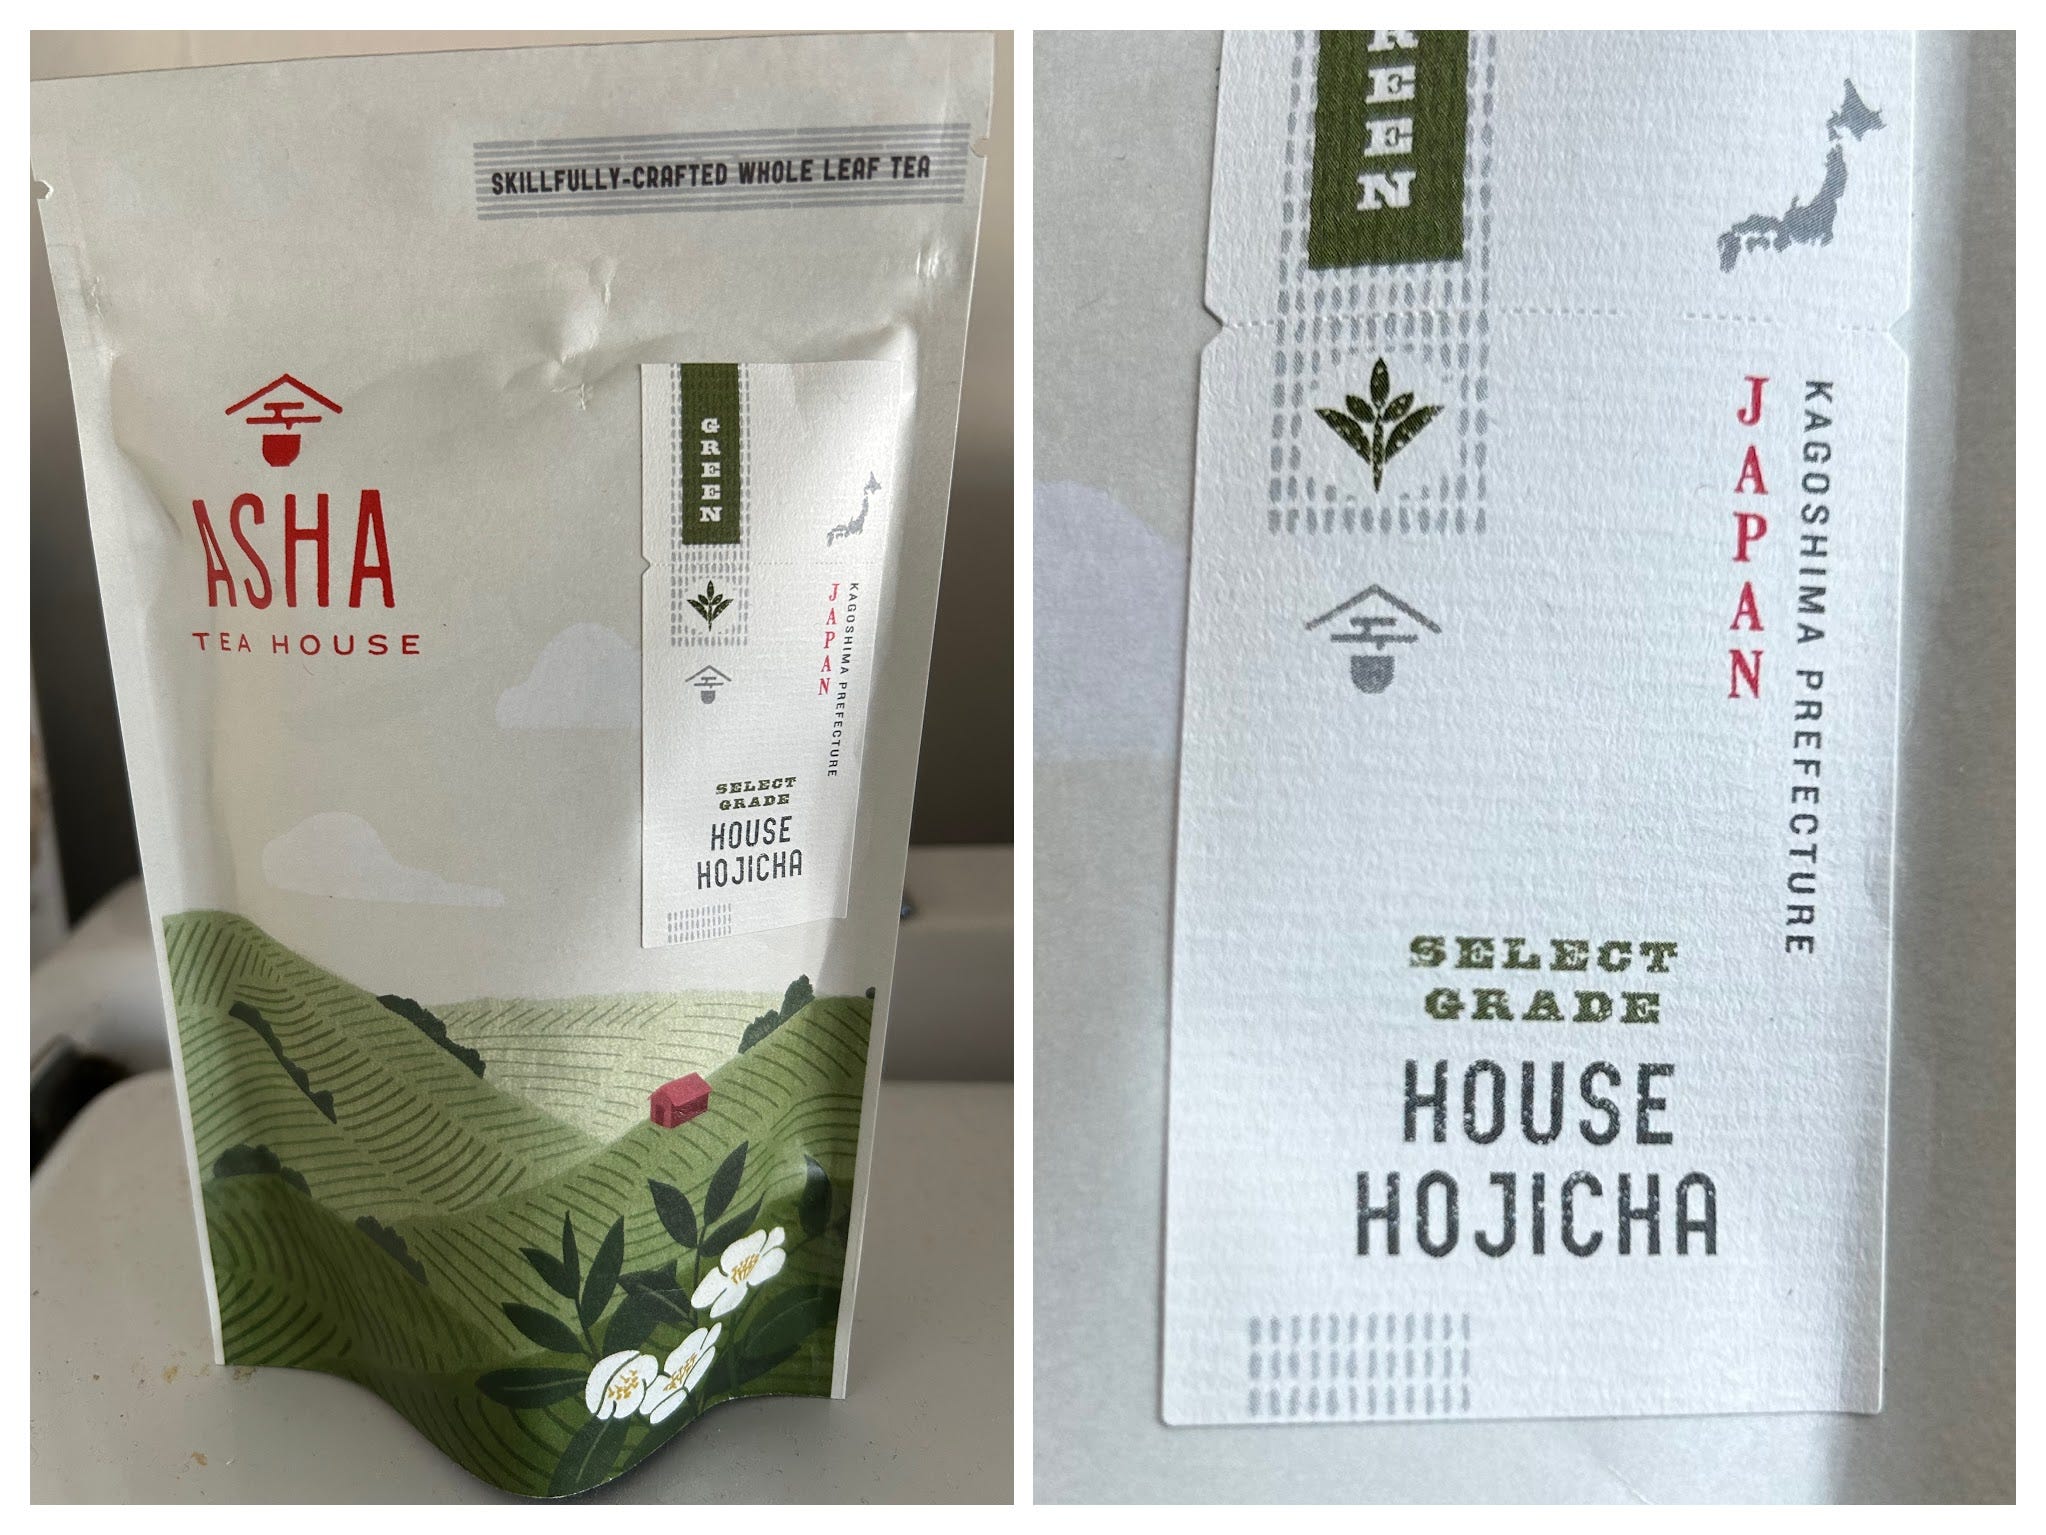 SKILLFULLY-CRAFTED WHOLE LEAF TEA
ASHA
TEA HOUSE
GREEN
JAPAN
KAGOSHIMA PREFECTURE
SELECT
GRADE
HOUSE
HOJICHA
REEN
JAPAN
KAGOSHIMA PREFECTURE
SELECT
GRADE
HOUSE
HOJICHA